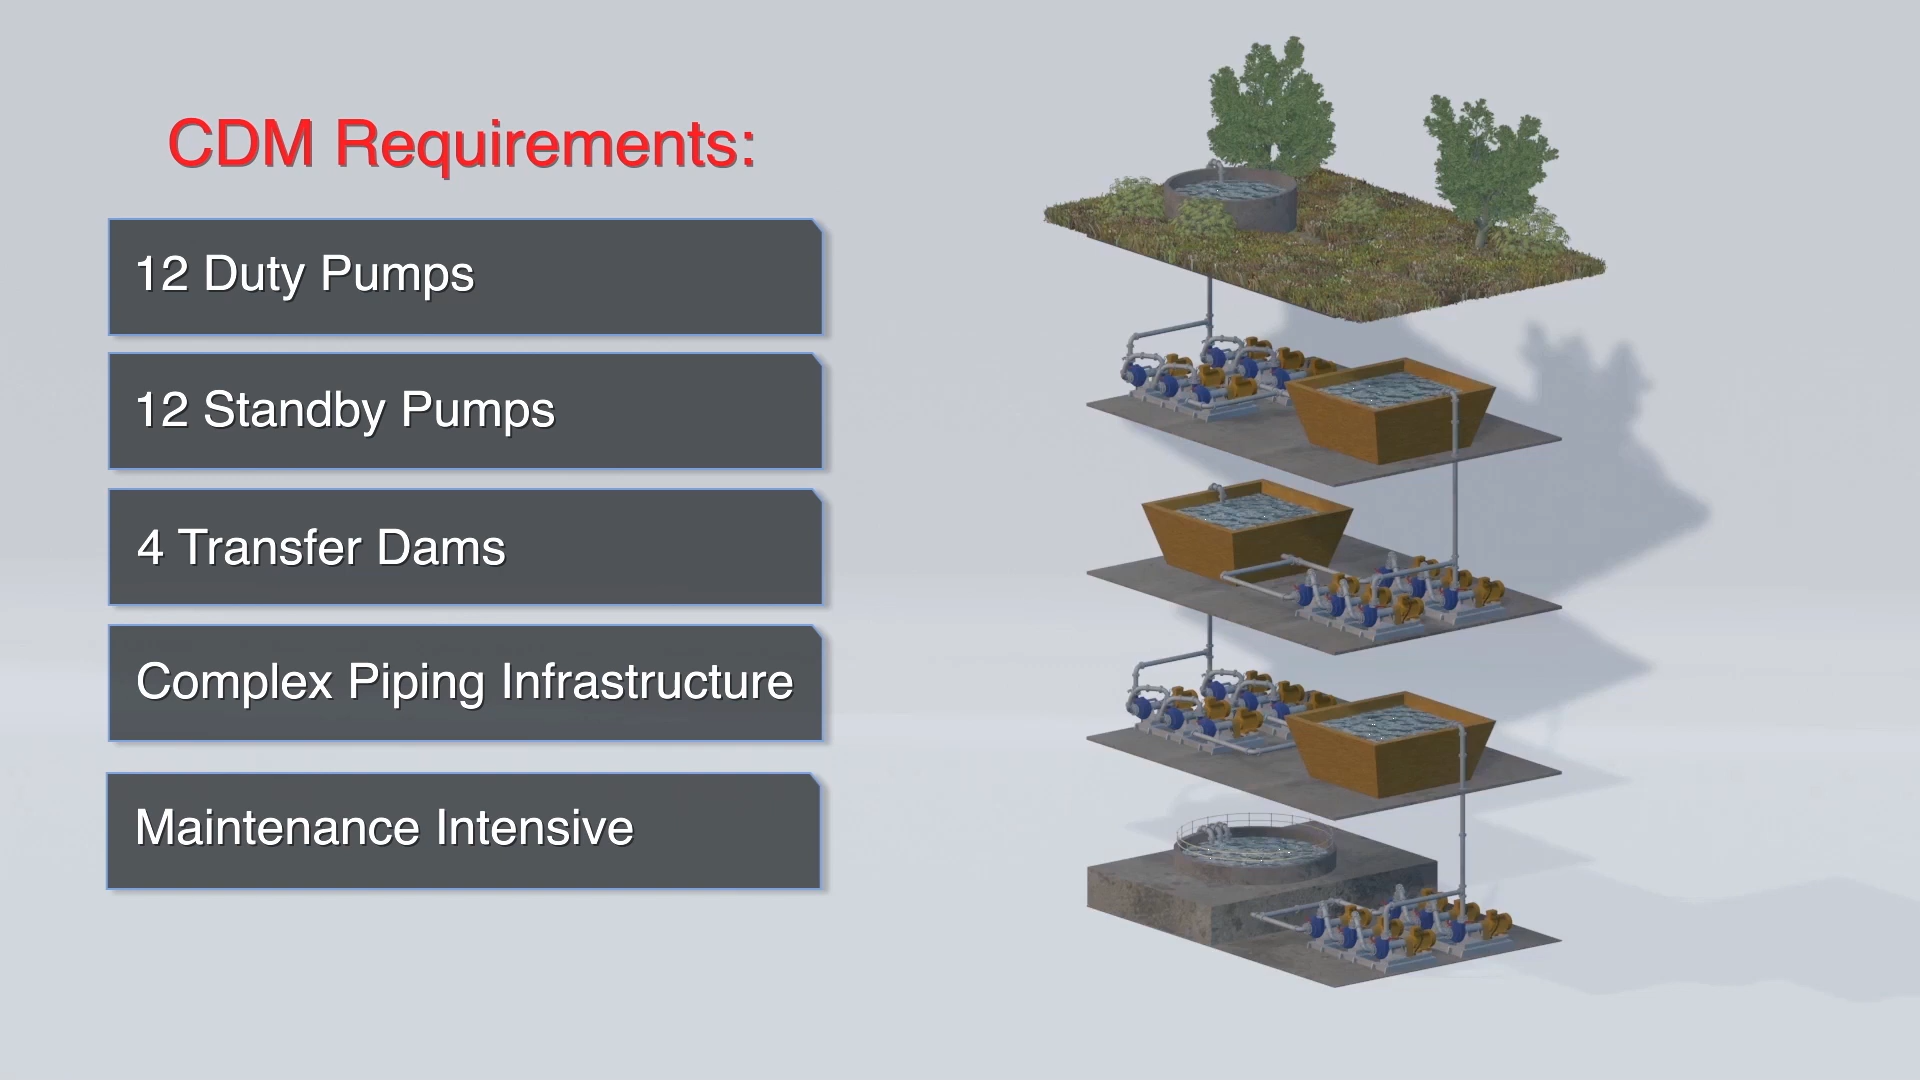 CDM Requirements:
12 Duty Pumps
12 Standby Pumps
4 Transfer Dams
Complex Piping Infrastructure
Maintenance Intensive